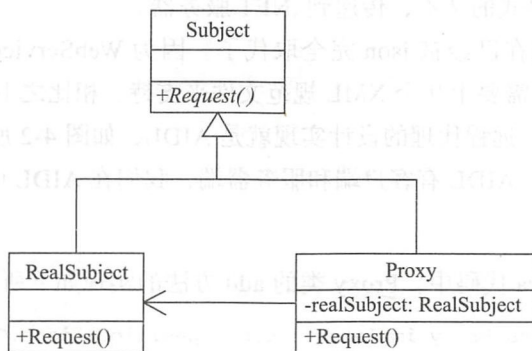 Subject
+Request()
RealSubject
+Request()
Proxy
-realSubject: RealSubject
+Request()